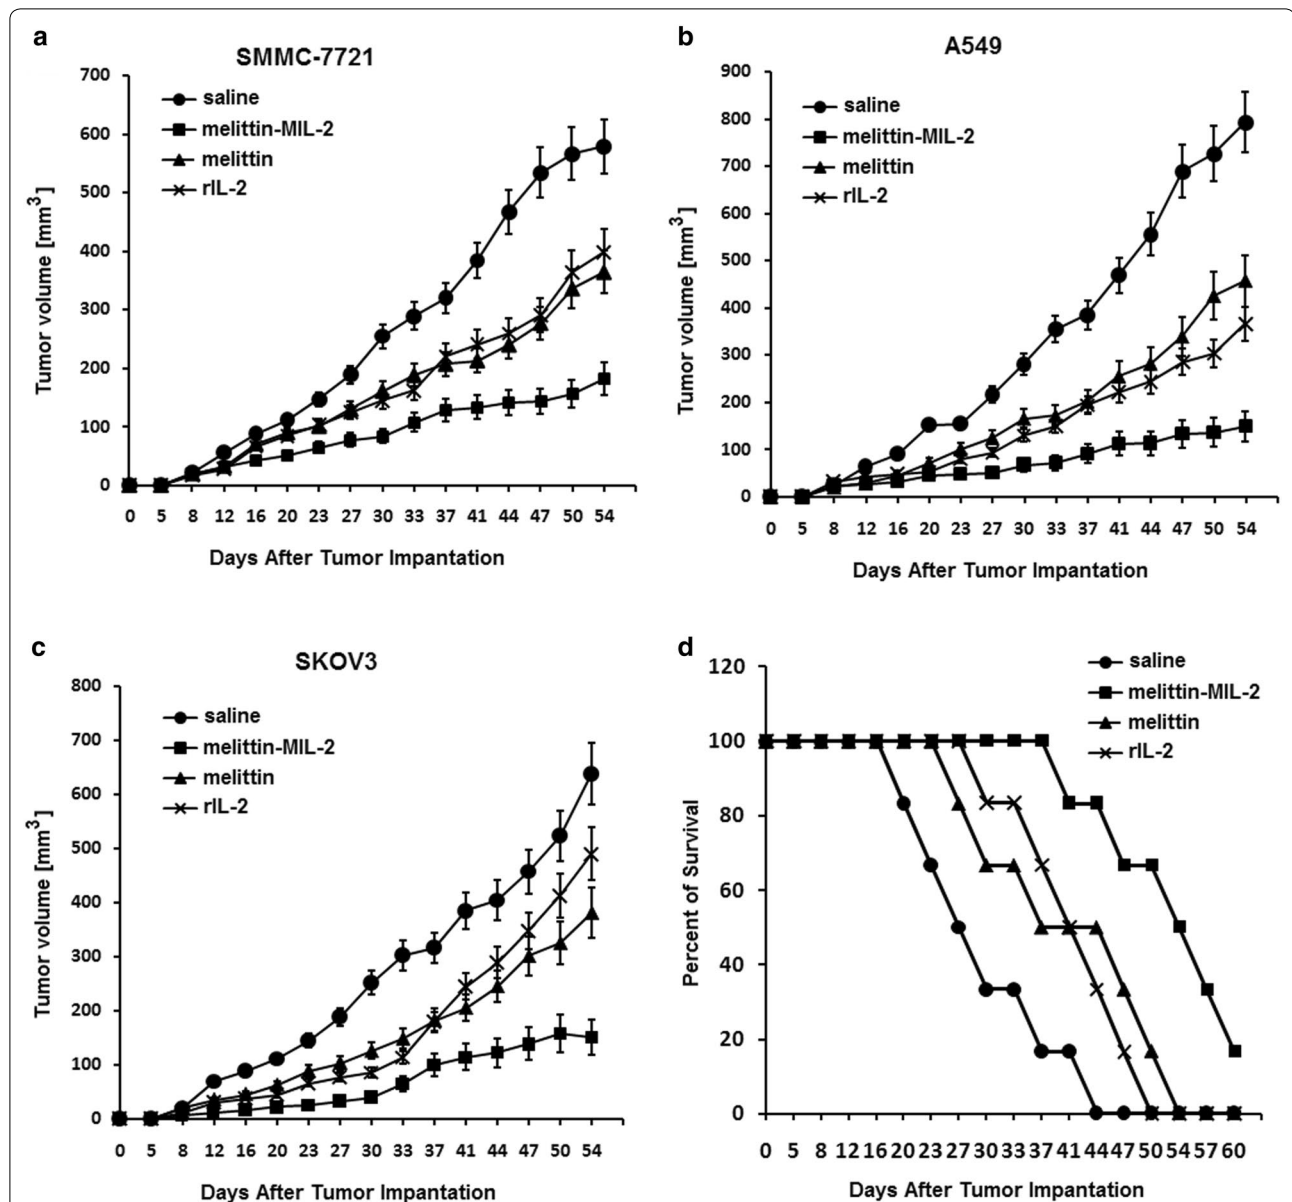 a
SMMC-7721
700
600
500
400
300
200
100
0
Tumor volume [mm³]
saline
melittin-MIL-2
melittin
rIL-2
0 5 8 12 16 20 23 27 30 33 37 41 44 47 50 54
Days After Tumor Impantation
b
A549
900
800
700
600
500
400
300
200
100
0
Tumor volume [mm³]
saline
melittin-MIL-2
melittin
rIL-2
0 5 8 12 16 20 23 27 30 33 37 41 44 47 50 54
Days After Tumor Impantation
c
SKOV3
800
700
600
500
400
300
200
100
0
Tumor volume [mm³]
saline
melittin-MIL-2
melittin
rIL-2
0 5 8 12 16 20 23 27 30 33 37 41 44 47 50 54
Days After Tumor Impantation
d
120
100
80
60
40
20
0
Percent of Survival
saline
melittin-MIL-2
melittin
rIL-2
0 5 8 12 16 20 23 27 30 33 37 41 44 47 50 54 57 60
Days After Tumor Impantation